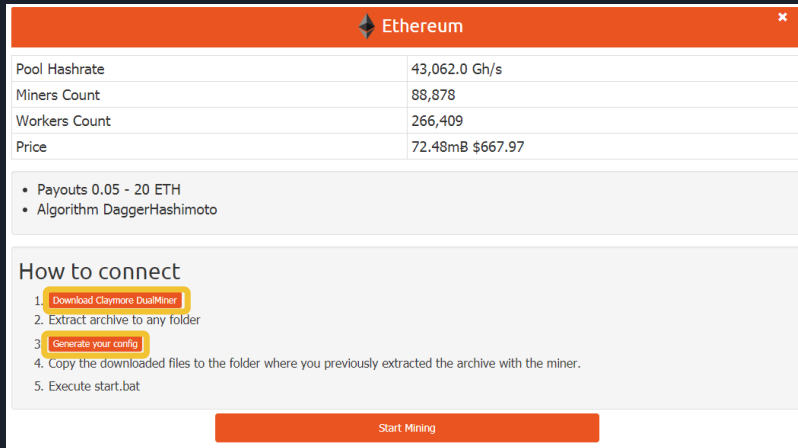 Ethereum
Pool Hashrate 43,062.0 Gh/s
Miners Count 88,878
Workers Count 266,409
Price 72.48mɃ $667.97
• Payouts 0.05 - 20 ETH
• Algorithm DaggerHashimoto
How to connect
1. Download Claymore DualMiner
2. Extract archive to any folder
3 Generate your config
4. Copy the downloaded files to the folder where you previously extracted the archive with the miner.
5. Execute start.bat
Start Mining